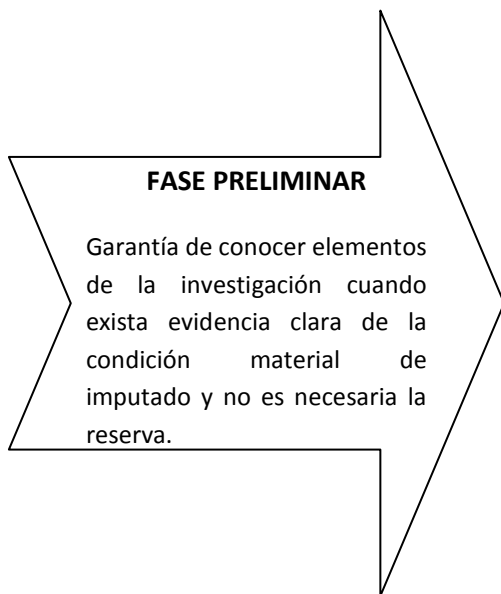 FASE PRELIMINAR
Garantía de conocer elementos
de la investigación cuando
exista evidencia clara de la
condición material de
imputado y no es necesaria la
reserva.